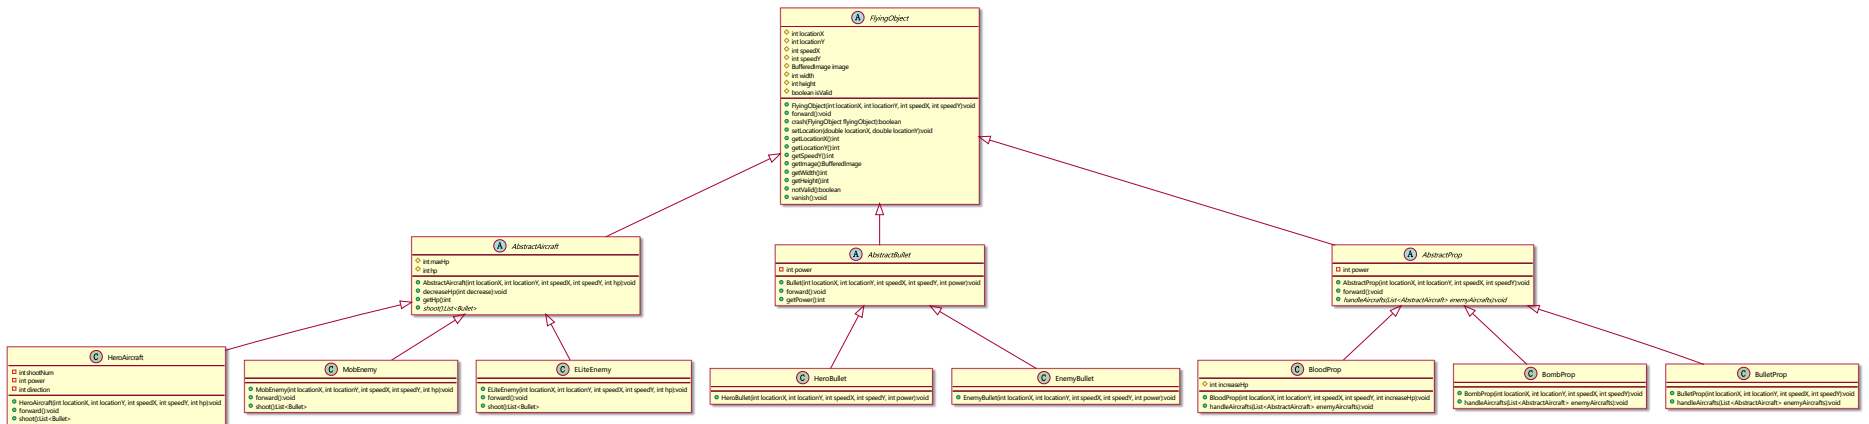 A FlyingObject
int locationX
int locationY
int speedX
int speedY
BufferedImage image
int width
int height
boolean isValid
FlyingObject(int locationX, int locationY, int speedX, int speedY):void
forward():void
crash(FlyingObject flyingObject):boolean
setLocation(double locationX, double locationY):void
getLocationX():int
getLocationY():int
getSpeedY():int
getImage():BufferedImage
getWidth():int
getHeight():int
notValid():boolean
vanish():void
A AbstractAircraft
int maxHp
int hp
AbstractAircraft(int locationX, int locationY, int speedX, int speedY, int hp):void
decreaseHp(int decrease):void
getHp():int
shoot():List<Bullet>
A AbstractBullet
int power
Bullet(int locationX, int locationY, int speedX, int speedY, int power):void
forward():void
getPower():int
A AbstractProp
int power
AbstractProp(int locationX, int locationY, int speedX, int speedY):void
forward():void
handleAircrafts(List<AbstractAircraft> enemyAircrafts):void
C HeroAircraft
int shootNum
int power
int direction
HeroAircraft(int locationX, int locationY, int speedX, int speedY, int hp):void
forward():void
shoot():List<Bullet>
C MobEnemy
MobEnemy(int locationX, int locationY, int speedX, int speedY, int hp):void
forward():void
shoot():List<Bullet>
C ELiteEnemy
ELiteEnemy(int locationX, int locationY, int speedX, int speedY, int hp):void
forward():void
shoot():List<Bullet>
C HeroBullet
HeroBullet(int locationX, int locationY, int speedX, int speedY, int power):void
C EnemyBullet
EnemyBullet(int locationX, int locationY, int speedX, int speedY, int power):void
C BloodProp
int increaseHp
BloodProp(int locationX, int locationY, int speedX, int speedY, int increaseHp):void
handleAircrafts(List<AbstractAircraft> enemyAircrafts):void
C BombProp
BombProp(int locationX, int locationY, int speedX, int speedY):void
handleAircrafts(List<AbstractAircraft> enemyAircrafts):void
C BulletProp
BulletProp(int locationX, int locationY, int speedX, int speedY):void
handleAircrafts(List<AbstractAircraft> enemyAircrafts):void